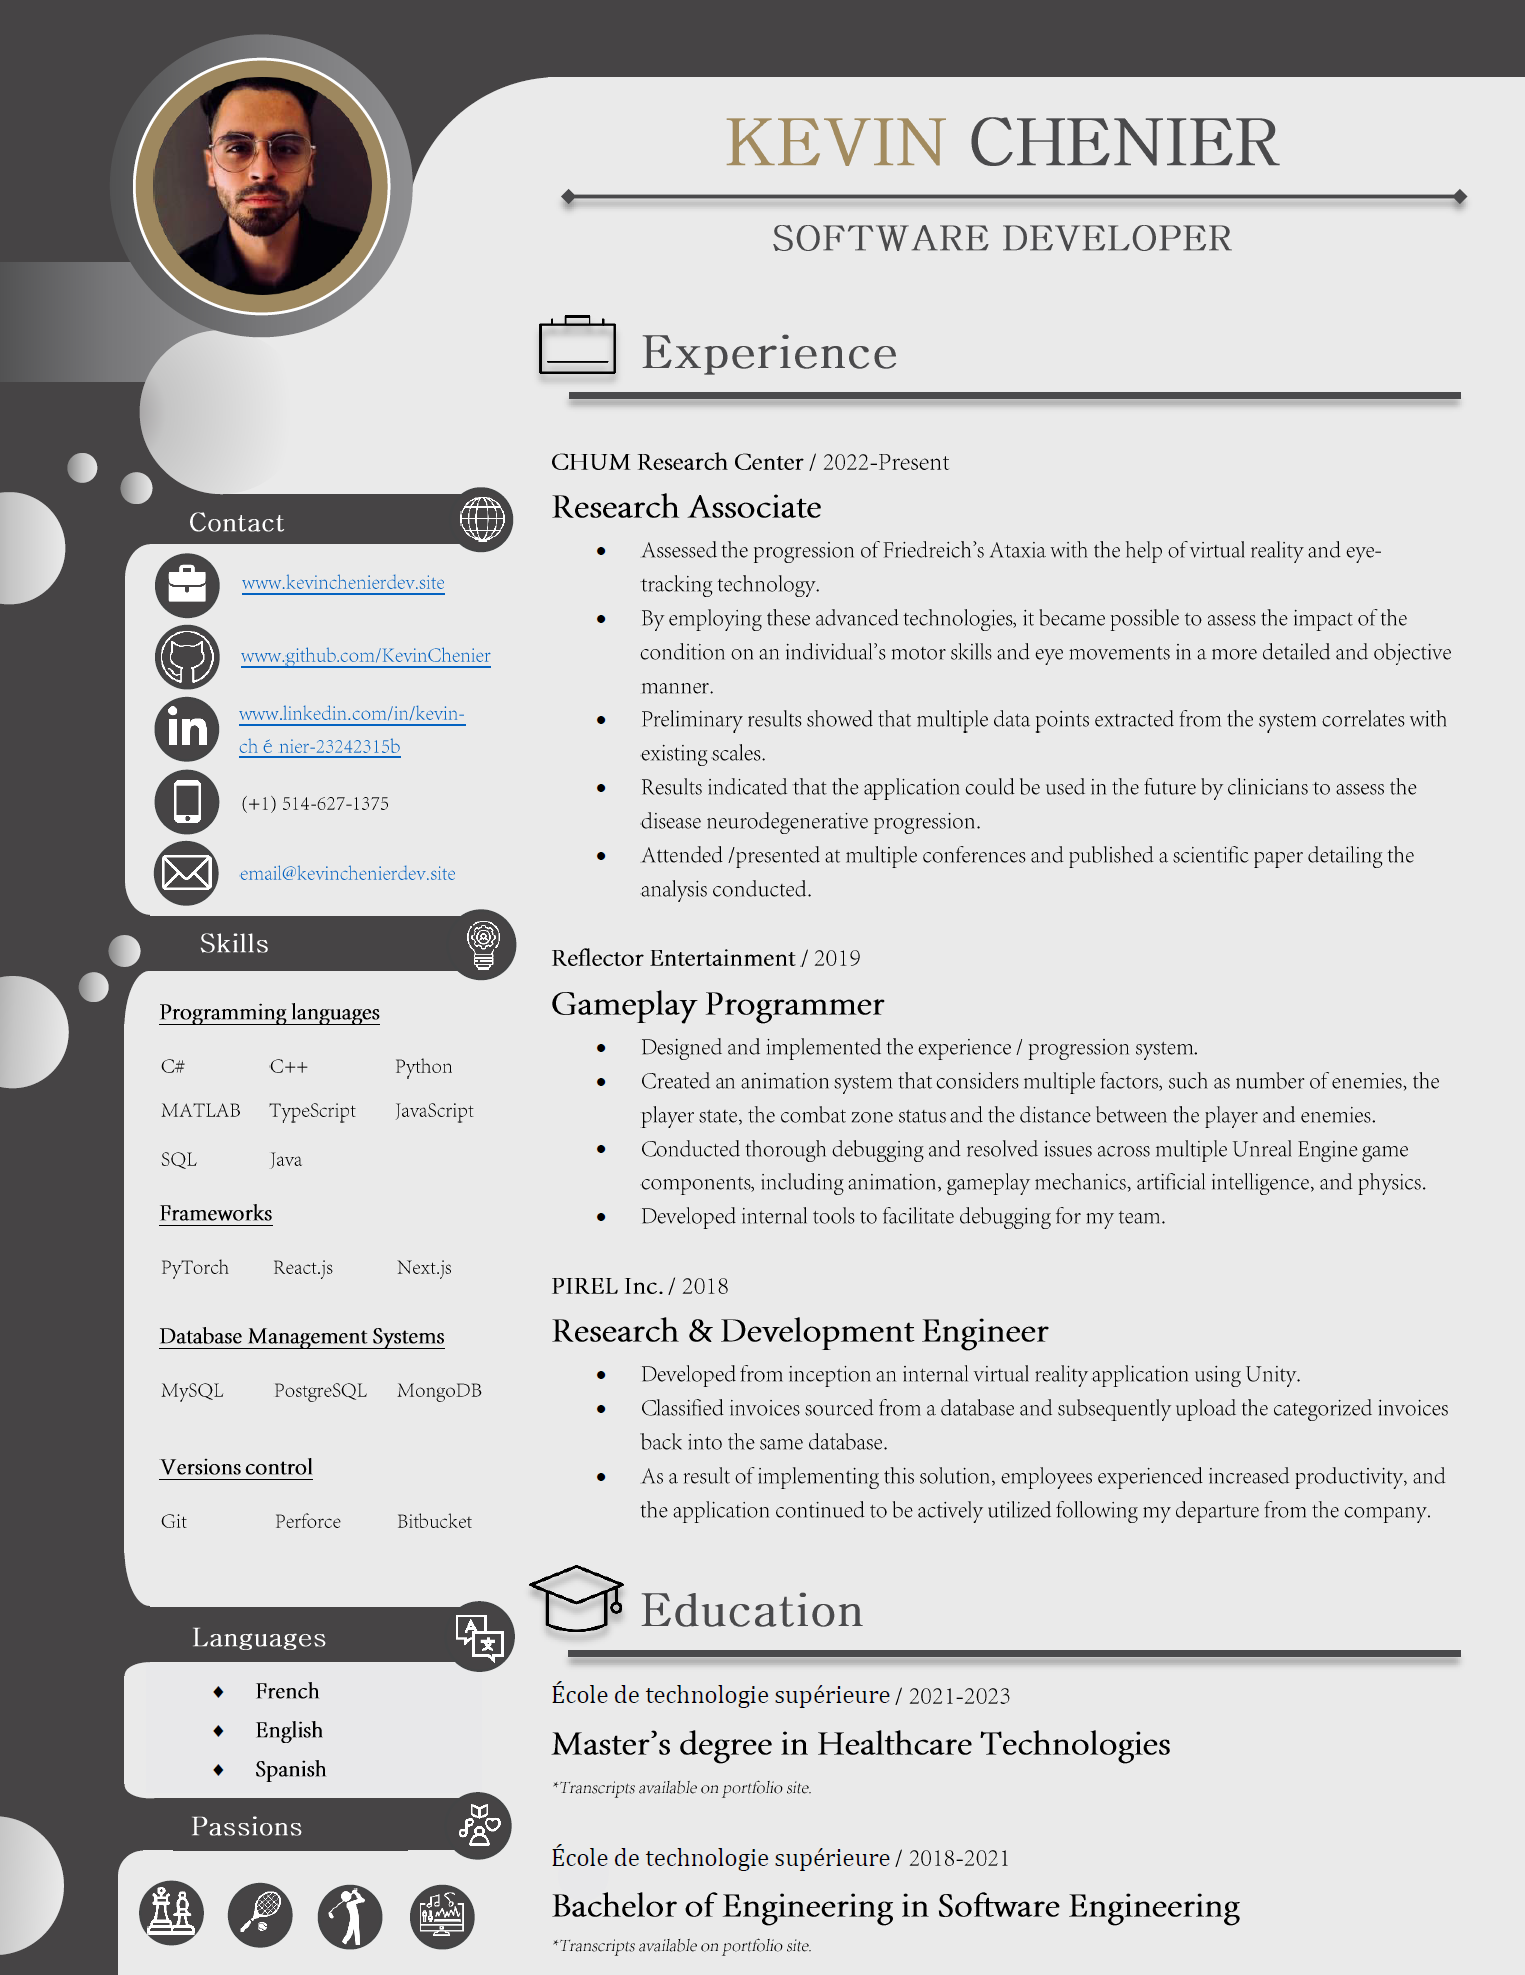 KEVIN CHENIER
SOFTWARE DEVELOPER
Contact
www.kevinchenierdev.site
www.github.com/KevinChenier
www.linkedin.com/in/kevin-
ch é nier-23242315b
(+1) 514-627-1375
email@kevinchenierdev.site
Skills
Programming languages
C# C++ Python
MATLAB TypeScript JavaScript
SQL Java
Frameworks
PyTorch React.js Next.js
Database Management Systems
MySQL PostgreSQL MongoDB
Versions control
Git Perforce Bitbucket
Languages
♦ French
♦ English
♦ Spanish
Passions
Experience
CHUM Research Center / 2022-Present
Research Associate
• Assessed the progression of Friedreich’s Ataxia with the help of virtual reality and eye-
tracking technology.
• By employing these advanced technologies, it became possible to assess the impact of the
condition on an individual’s motor skills and eye movements in a more detailed and objective
manner.
• Preliminary results showed that multiple data points extracted from the system correlates with
existing scales.
• Results indicated that the application could be used in the future by clinicians to assess the
disease neurodegenerative progression.
• Attended /presented at multiple conferences and published a scientific paper detailing the
analysis conducted.
Reflector Entertainment / 2019
Gameplay Programmer
• Designed and implemented the experience / progression system.
• Created an animation system that considers multiple factors, such as number of enemies, the
player state, the combat zone status and the distance between the player and enemies.
• Conducted thorough debugging and resolved issues across multiple Unreal Engine game
components, including animation, gameplay mechanics, artificial intelligence, and physics.
• Developed internal tools to facilitate debugging for my team.
PIREL Inc. / 2018
Research & Development Engineer
• Developed from inception an internal virtual reality application using Unity.
• Classified invoices sourced from a database and subsequently upload the categorized invoices
back into the same database.
• As a result of implementing this solution, employees experienced increased productivity, and
the application continued to be actively utilized following my departure from the company.
Education
École de technologie supérieure / 2021-2023
Master’s degree in Healthcare Technologies
*Transcripts available on portfolio site.
École de technologie supérieure / 2018-2021
Bachelor of Engineering in Software Engineering
*Transcripts available on portfolio site.